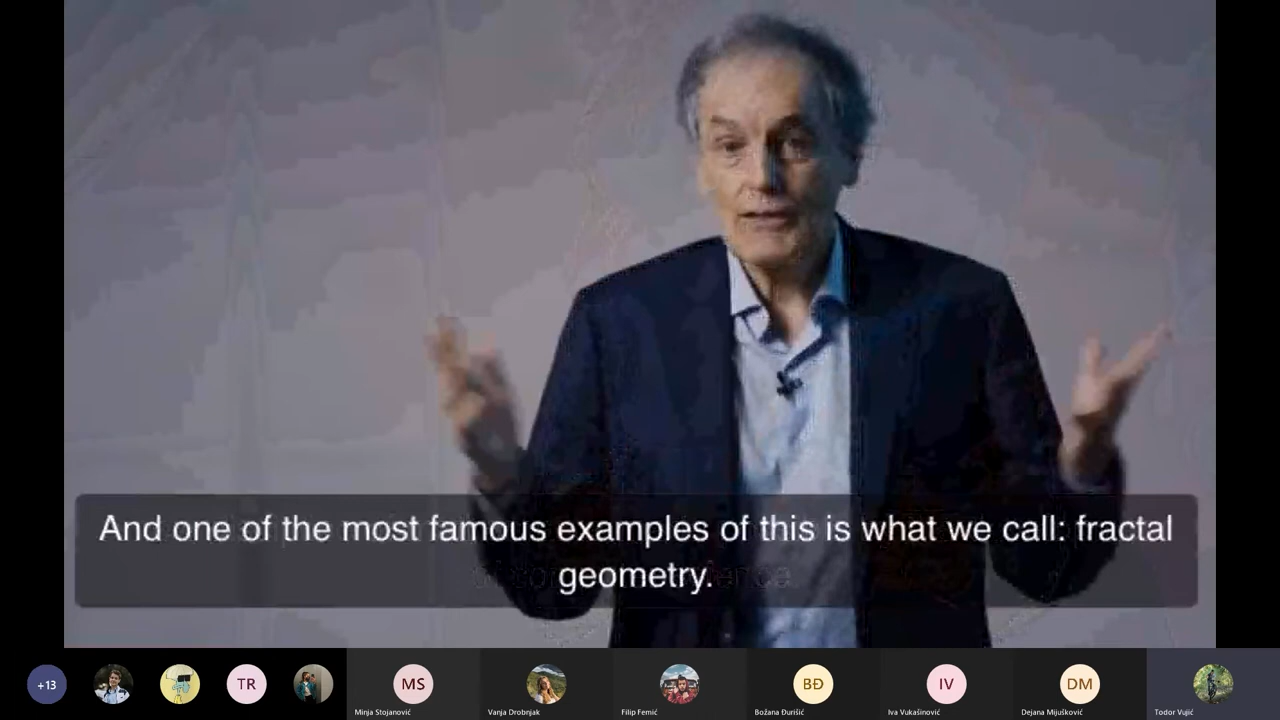 And one of the most famous examples of this is what we call: fractal
geometry.
+13
TR
MS
BĐ
IV
DM
Minja Stojanović
Vanja Drobnjak
Filip Femić
Božana Đurišić
Iva Vukašinović
Dejana Mijušković
Todor Vujić